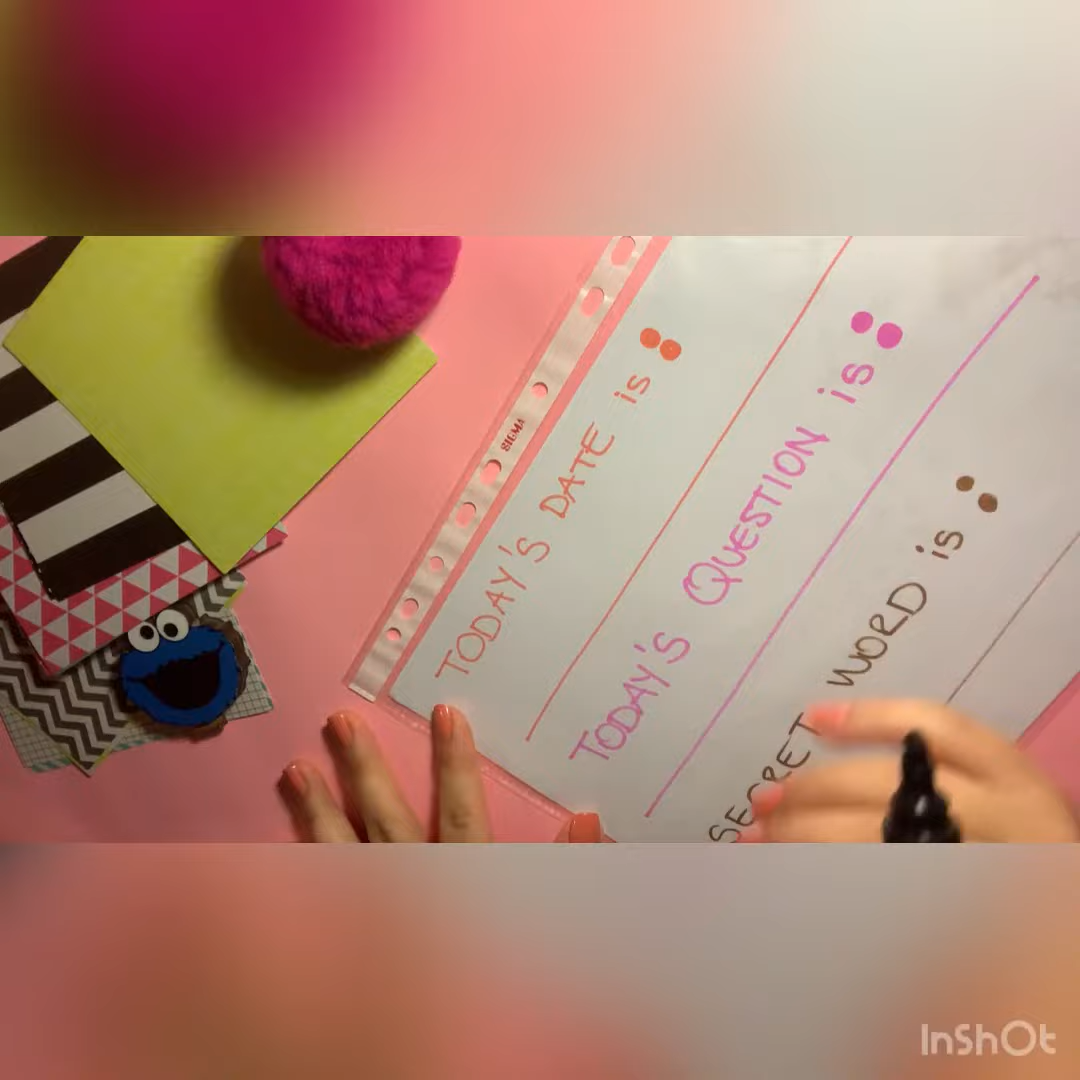 SIGMA
TODAY'S DATE is:
TODAY'S QUESTION is:
SECRET WORD is:
InShOt